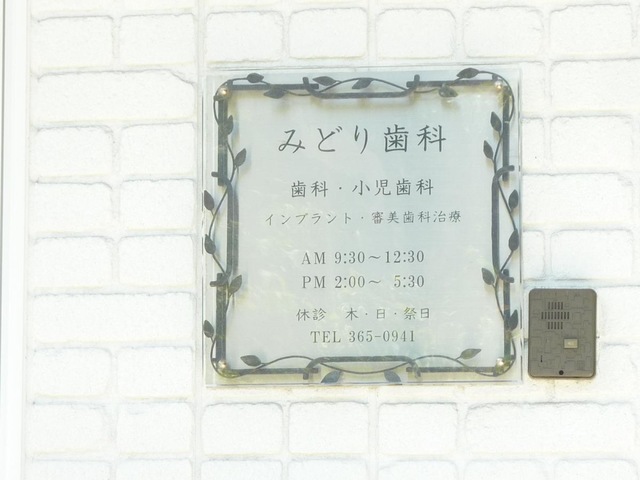 みどり歯科
歯科・小児歯科
インプラント・審美歯科治療
AM 9:30～12:30
PM 2:00～ 5:30
休診 木・日・祭日
TEL 365-0941